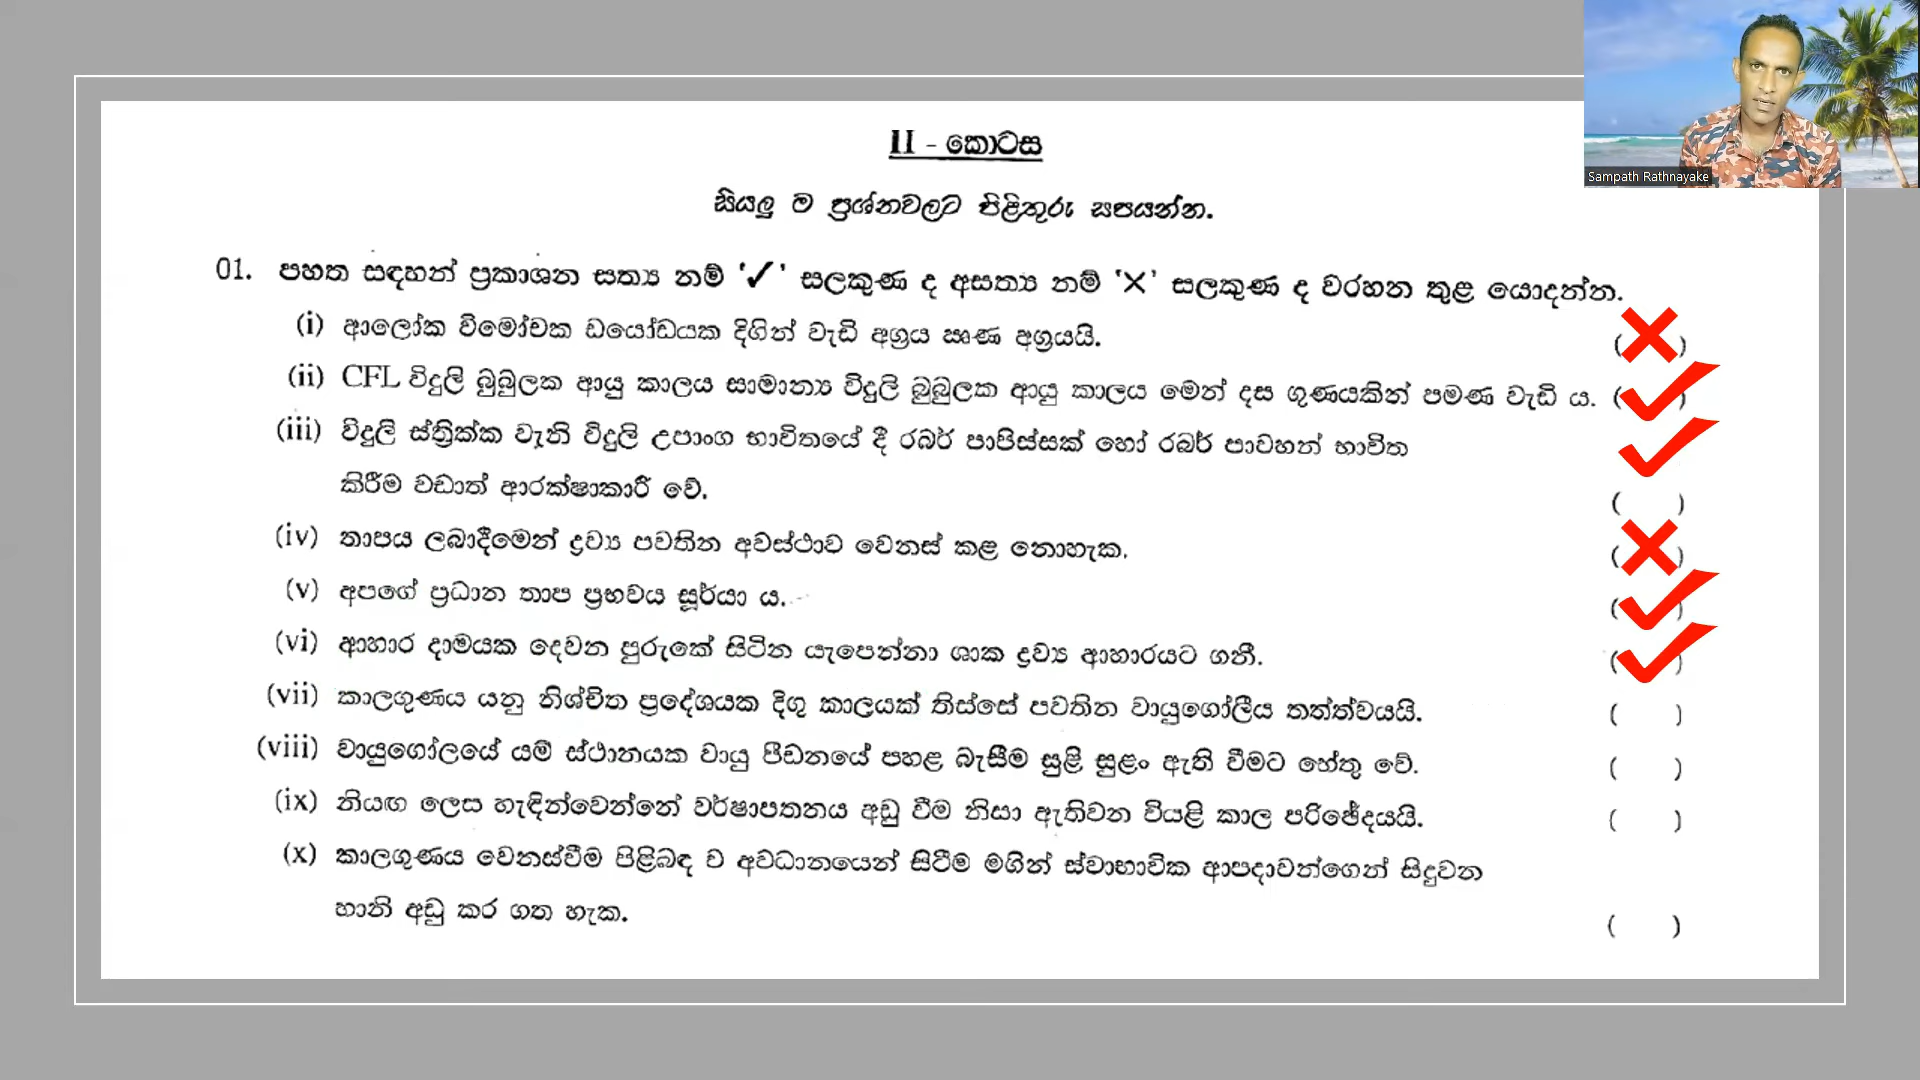 Sampath Rathnayake
II - කොටස
සියලු ම ප්‍රශ්නවලට පිළිතුරු සපයන්න.
01. පහත සඳහන් ප්‍රකාශන සත්‍ය නම් ‘✓’ සලකුණ ද අසත්‍ය නම් ‘✕’ සලකුණ ද වරහන තුළ යොදන්න.
(i) ආලෝක විමෝචක ඩයෝඩයක දිගින් වැඩි අග්‍රය ඍණ අග්‍රයයි. (✕)
(ii) CFL විදුලි බුබුලක ආයු කාලය සාමාන්‍ය විදුලි බුබුලක ආයු කාලය මෙන් දස ගුණයකින් පමණ වැඩි ය. (✓)
(iii) විදුලි ස්ත්‍රික්ක වැනි විදුලි උපාංග භාවිතයේ දී රබර් පාපිස්සක් හෝ රබර් පාවහන් භාවිත ✓
කිරීම වඩාත් ආරක්ෂාකාරී වේ. ( )
(iv) තාපය ලබාදීමෙන් ද්‍රව්‍ය පවතින අවස්ථාව වෙනස් කළ නොහැක. (✕)
(v) අපගේ ප්‍රධාන තාප ප්‍රභවය සූර්යා ය. (✓)
(vi) ආහාර දාමයක දෙවන පුරුකේ සිටින යැපෙන්නා ශාක ද්‍රව්‍ය ආහාරයට ගනී. (✓)
(vii) කාලගුණය යනු නිශ්චිත ප්‍රදේශයක දිගු කාලයක් තිස්සේ පවතින වායුගෝලීය තත්ත්වයයි. ( )
(viii) වායුගෝලයේ යම් ස්ථානයක වායු පීඩනයේ පහළ බැසීම සුළි සුළං ඇති වීමට හේතු වේ. ( )
(ix) නියඟ ලෙස හැඳින්වෙන්නේ වර්ෂාපතනය අඩු වීම නිසා ඇතිවන වියළි කාල පරිච්ඡේදයයි. ( )
(x) කාලගුණය වෙනස්වීම පිළිබඳ ව අවධානයෙන් සිටීම මගින් ස්වාභාවික ආපදාවන්ගෙන් සිදුවන
හානි අඩු කර ගත හැක. ( )